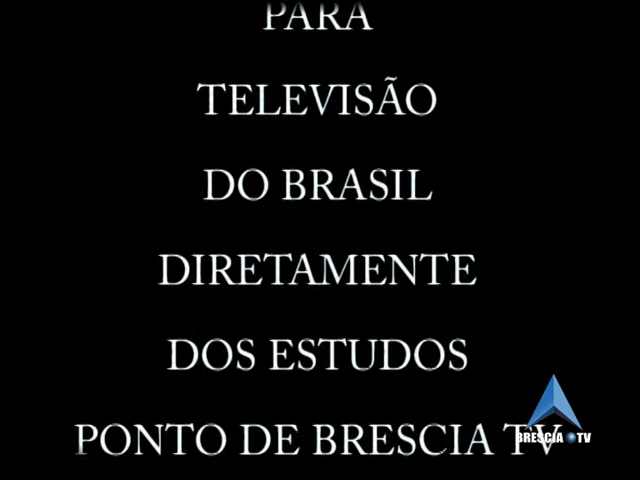 PARA
TELEVISÃO
DO BRASIL
DIRETAMENTE
DOS ESTUDOS
PONTO DE BRESCIA TV
BRESCIA TV